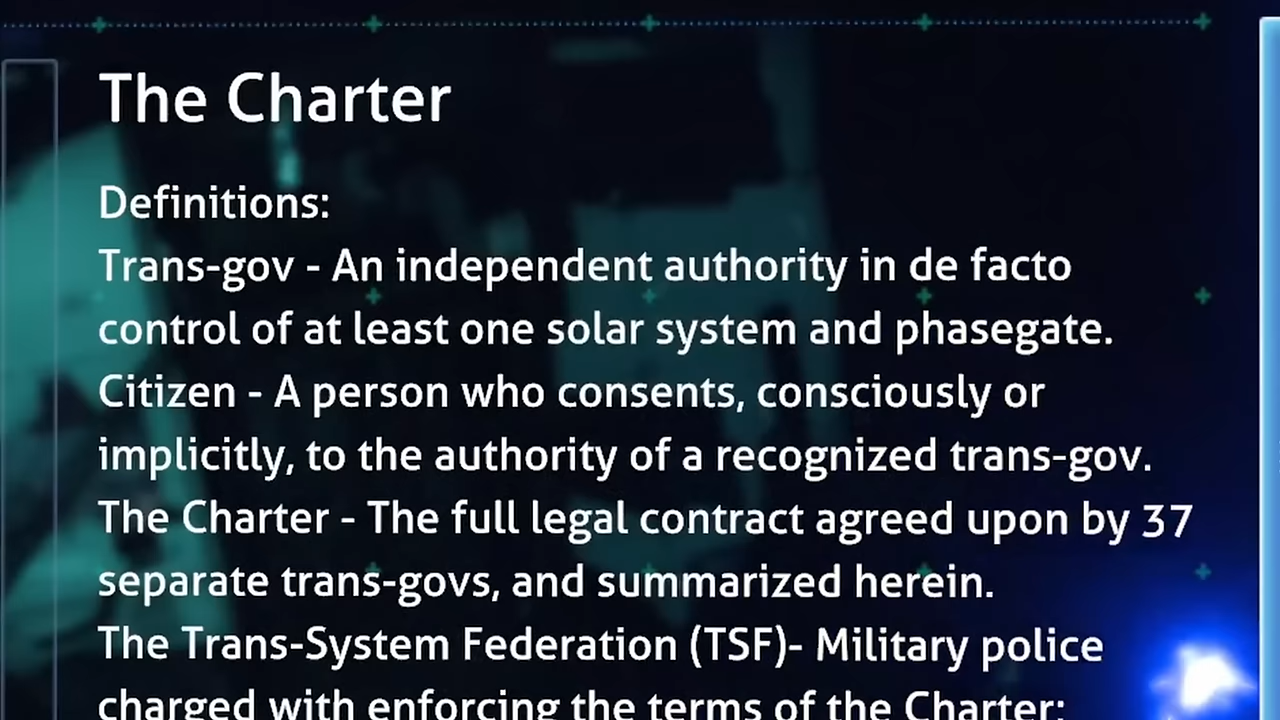 The Charter
Definitions:
Trans-gov - An independent authority in de facto
control of at least one solar system and phasegate.
Citizen - A person who consents, consciously or
implicitly, to the authority of a recognized trans-gov.
The Charter - The full legal contract agreed upon by 37
separate trans-govs, and summarized herein.
The Trans-System Federation (TSF)- Military police
charged with enforcing the terms of the Charter;